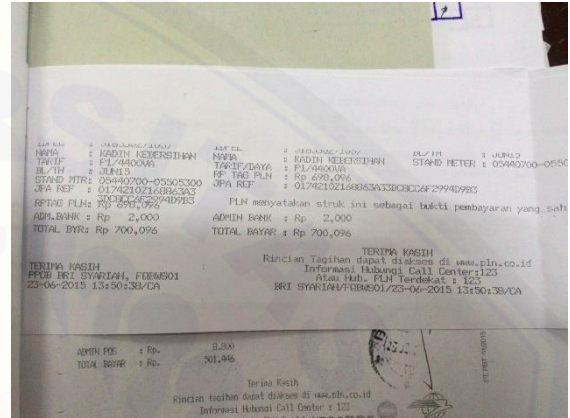 NAMA : KADIN KEBERSIHAN
TARIF : P1/4400VA
BL/TH : JUN15
STAND MTR: 05440700-05505300
JPA REF : 01742102168863A3
3DCBCC6F2994D9B3
RPTAG PLN: Rp 698,096
ADM.BANK : Rp 2,000
TOTAL BYR: Rp 700,096
TERIMA KASIH
PPOB BRI SYARIAH, FQBWS01
23-06-2015 13:50:38/CA
NAMA : KADIN KEBERSIHAN
TARIF/DAYA : P1/4400VA
RP TAG PLN : Rp 698,096
JPA REF : 01742102168863A33DCBCC6F2994D9B3
BL/TH : JUN15
STAND METER : 05440700-0550
PLN menyatakan struk ini sebagai bukti pembayaran yang sah
ADMIN BANK : Rp 2,000
TOTAL BAYAR : Rp 700,096
TERIMA KASIH
Rincian Tagihan dapat diakses di www.pln.co.id
Informasi Hubungi Call Center:123
Atau Hub. PLN Terdekat : 123
BRI SYARIAH/FQBWS01/23-06-2015 13:50:38/CA
ADMIN POS : Rp.
TOTAL BAYAR : Rp. 301.446
Terima Kasih
Rincian tagihan dapat diakses di www.pln.co.id
Informasi Hubungi Call Center : 123